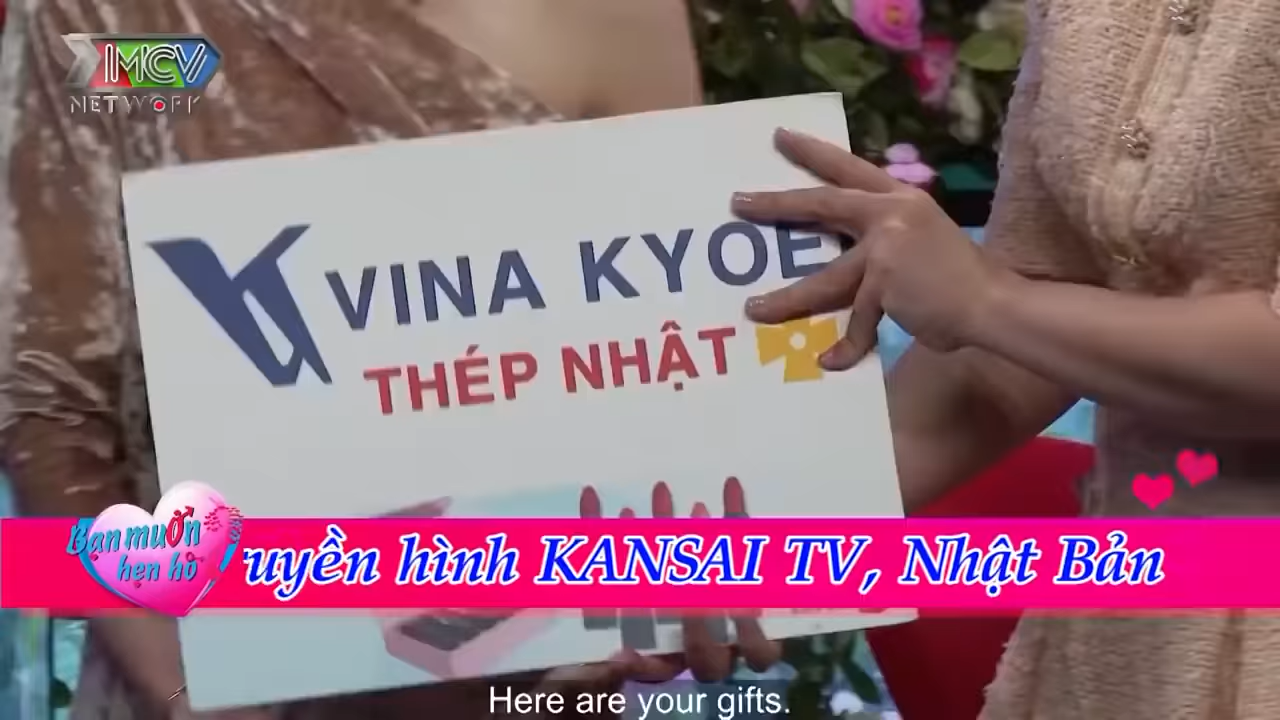 MCV
NETWORK
VINA KYOE
THÉP NHẬT
Bạn muốn
hẹn hò
uyền hình KANSAI TV, Nhật Bản
Here are your gifts.